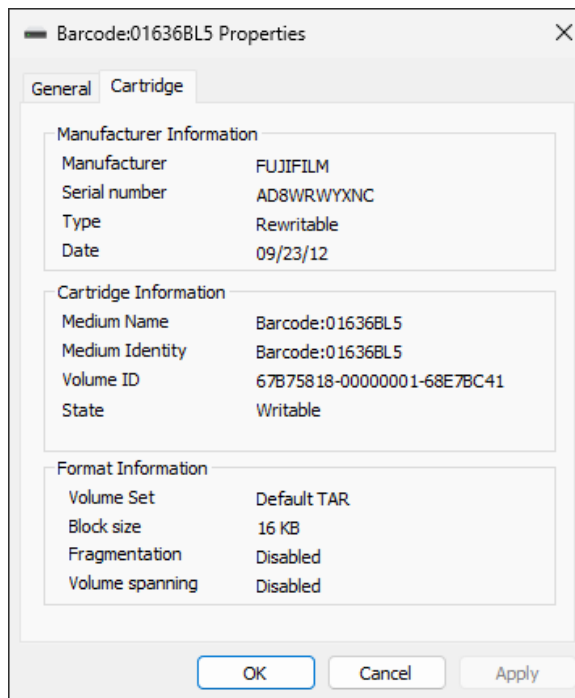 Barcode:01636BL5 Properties
General Cartridge
Manufacturer Information
Manufacturer FUJIFILM
Serial number AD8WRWYXNC
Type Rewritable
Date 09/23/12
Cartridge Information
Medium Name Barcode:01636BL5
Medium Identity Barcode:01636BL5
Volume ID 67B75818-00000001-68E7BC41
State Writable
Format Information
Volume Set Default TAR
Block size 16 KB
Fragmentation Disabled
Volume spanning Disabled
OK Cancel Apply